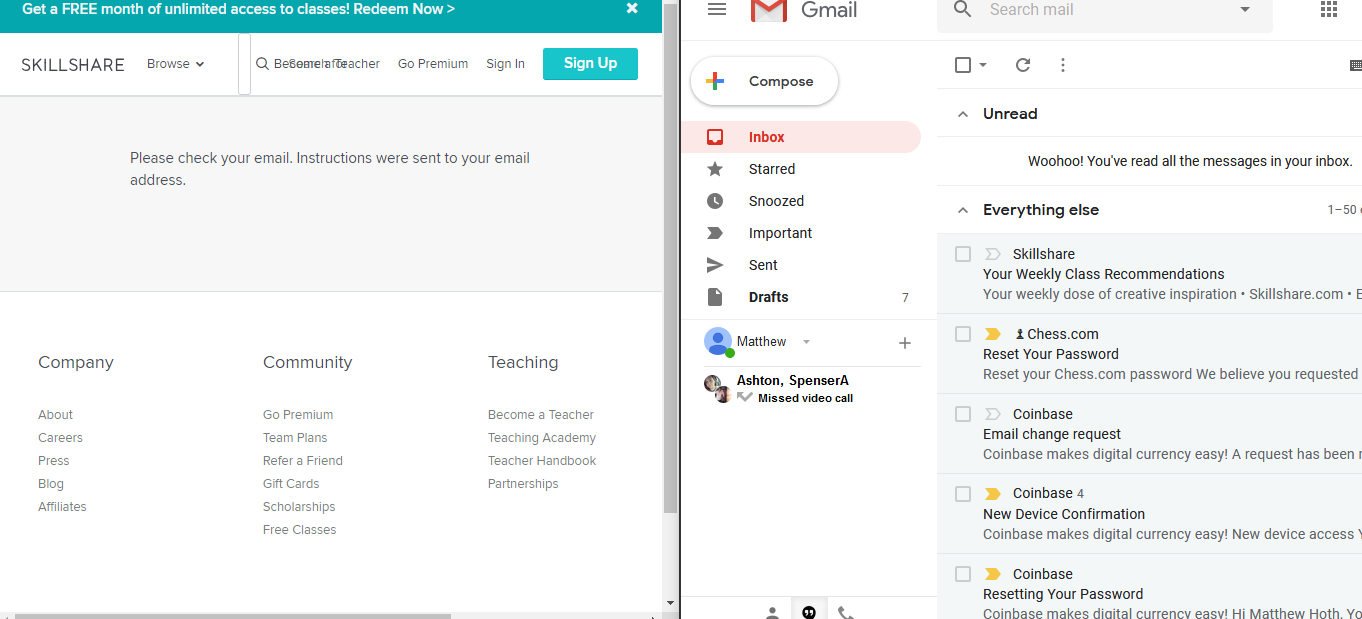 Get a FREE month of unlimited access to classes! Redeem Now >
SKILLSHARE
Browse
Become a Teacher
Go Premium
Sign In
Sign Up
Please check your email. Instructions were sent to your email
address.
Company
About
Careers
Press
Blog
Affiliates
Community
Go Premium
Team Plans
Refer a Friend
Gift Cards
Scholarships
Free Classes
Teaching
Become a Teacher
Teaching Academy
Teacher Handbook
Partnerships
Gmail
Search mail
Compose
Inbox
Starred
Snoozed
Important
Sent
Drafts 7
Matthew
Ashton, SpenserA
Missed video call
Unread
Woohoo! You've read all the messages in your inbox.
Everything else 1–50
Skillshare
Your Weekly Class Recommendations
Your weekly dose of creative inspiration • Skillshare.com •
Chess.com
Reset Your Password
Reset your Chess.com password We believe you requested
Coinbase
Email change request
Coinbase makes digital currency easy! A request has been
Coinbase 4
New Device Confirmation
Coinbase makes digital currency easy! New device access
Coinbase
Resetting Your Password
Coinbase makes digital currency easy! Hi Matthew Hoth, Yo